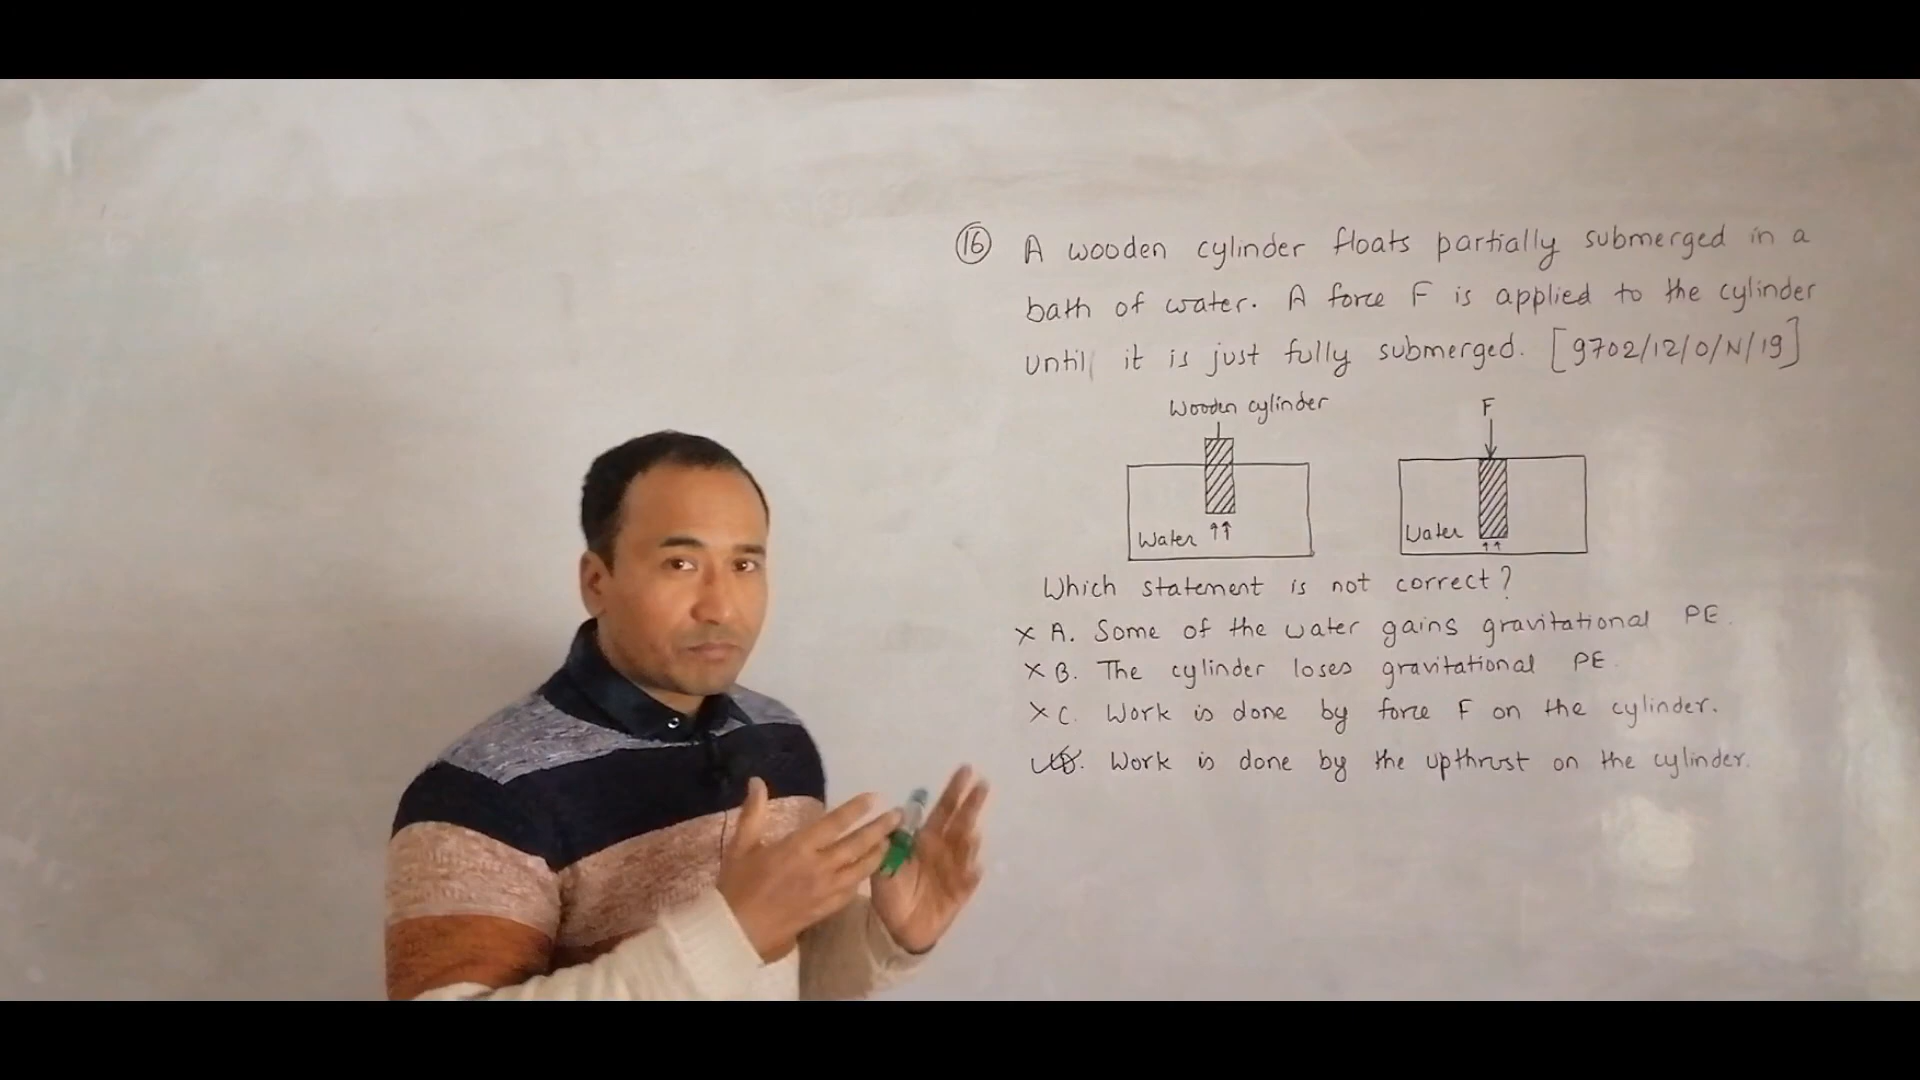 16 A wooden cylinder floats partially submerged in a
bath of water. A force F is applied to the cylinder
until it is just fully submerged. [9702/12/O/N/19]
Wooden cylinder
F
Water
Water
Which statement is not correct?
× A. Some of the water gains gravitational PE.
× B. The cylinder loses gravitational PE.
× C. Work is done by force F on the cylinder.
✓ D. Work is done by the upthrust on the cylinder.